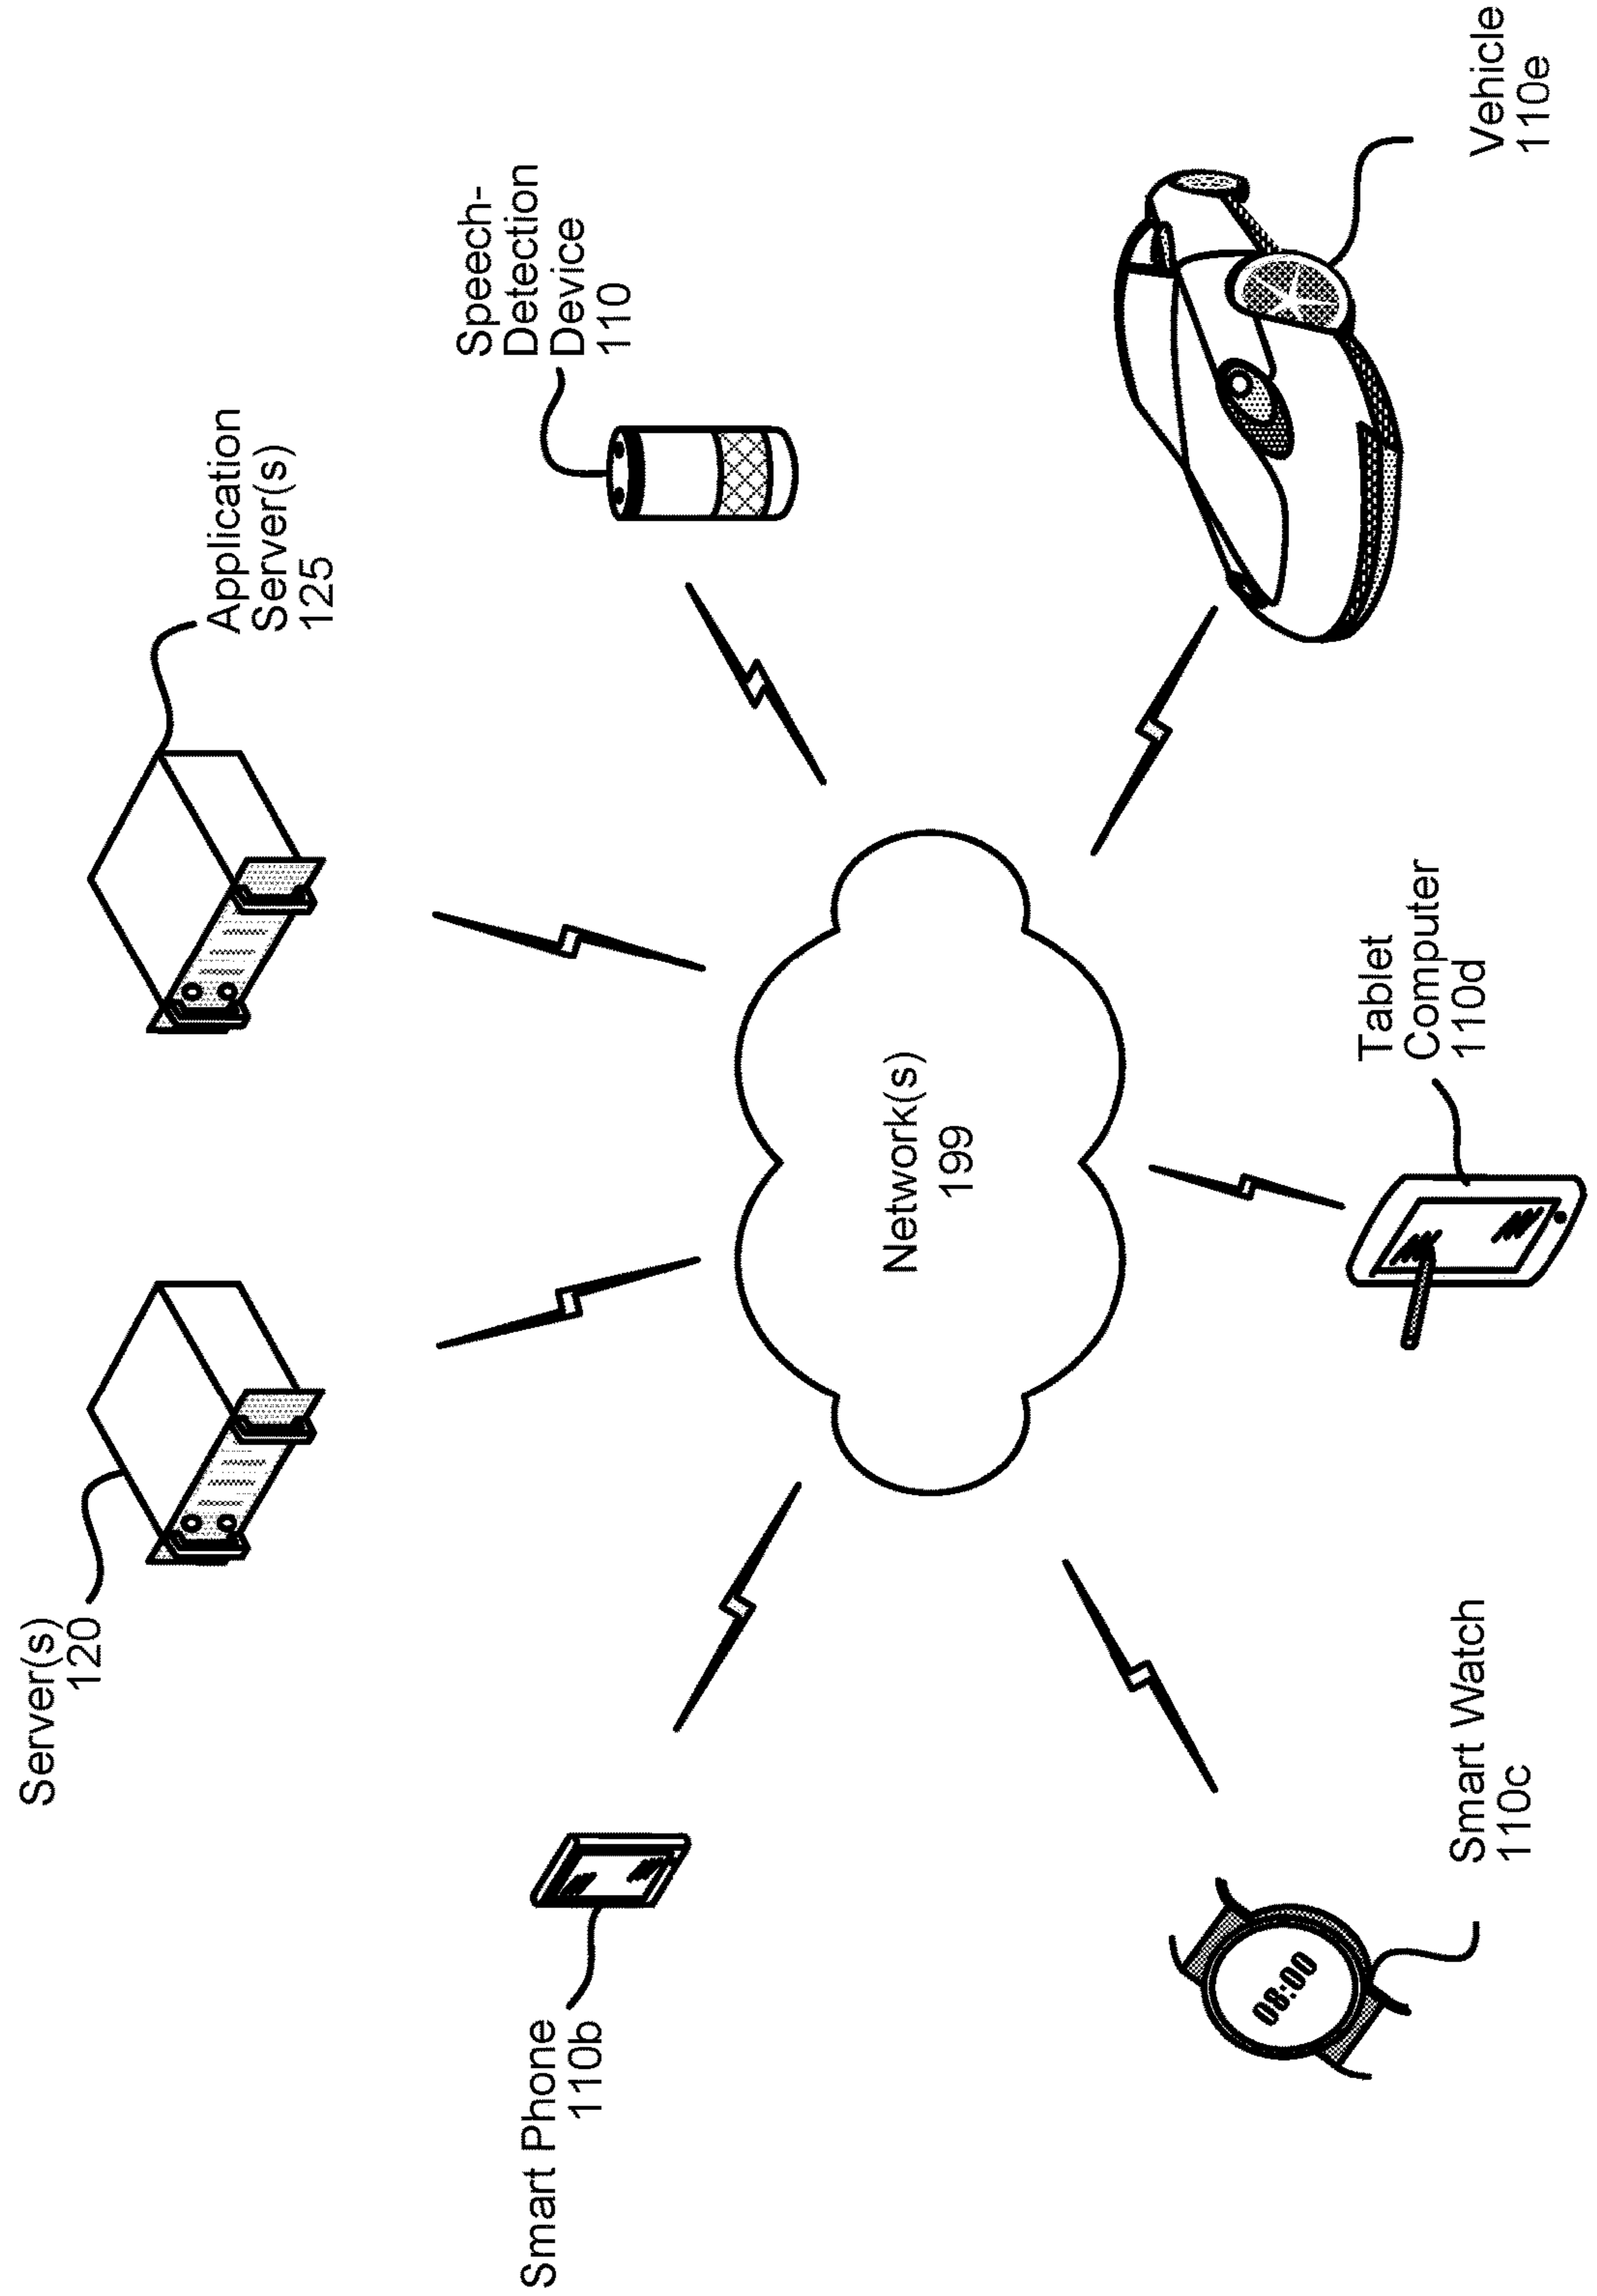 Server(s)
120
Application
Server(s)
125
Smart Phone
110b
Speech-
Detection
Device
110
Network(s)
199
08:00
Smart Watch
110c
Tablet
Computer
110d
Vehicle
110e